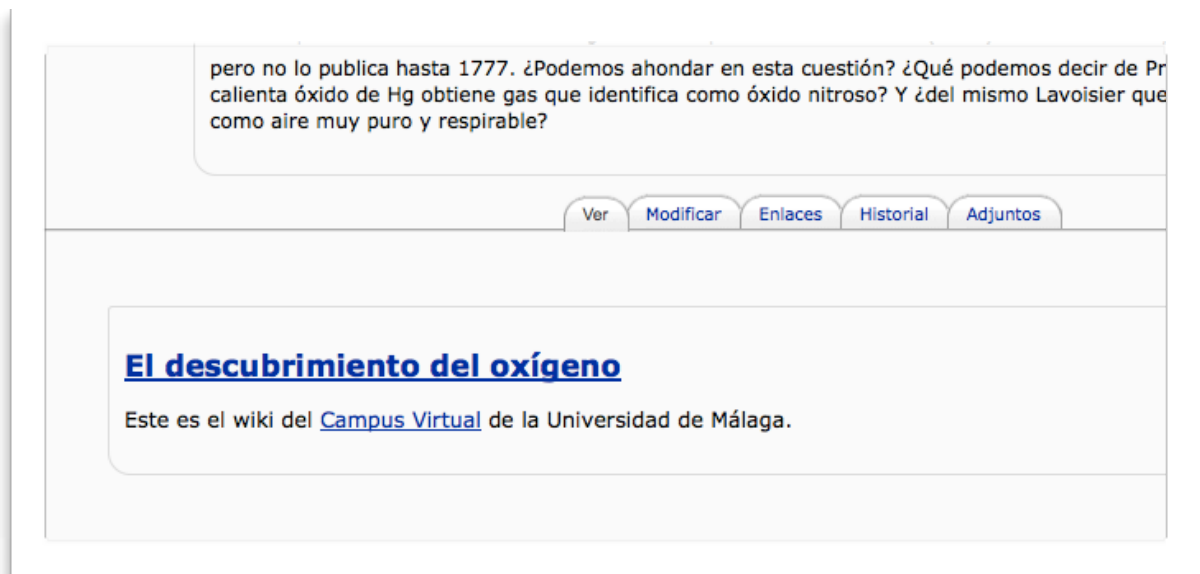 pero no lo publica hasta 1777. ¿Podemos ahondar en esta cuestión? ¿Qué podemos decir de Pr
calienta óxido de Hg obtiene gas que identifica como óxido nitroso? Y ¿del mismo Lavoisier que
como aire muy puro y respirable?
Ver Modificar Enlaces Historial Adjuntos
El descubrimiento del oxígeno
Este es el wiki del Campus Virtual de la Universidad de Málaga.